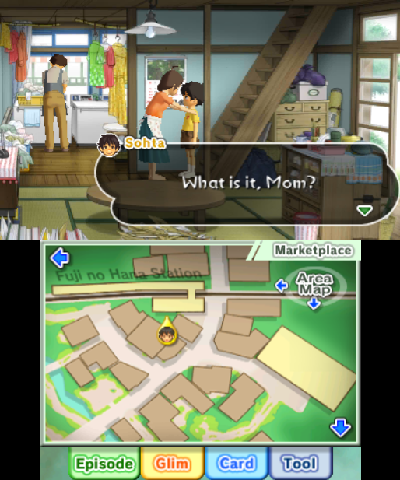 Sohta
What is it, Mom?
Marketplace
Fuji no Hana Station
Area
Map
Episode
Glim
Card
Tool